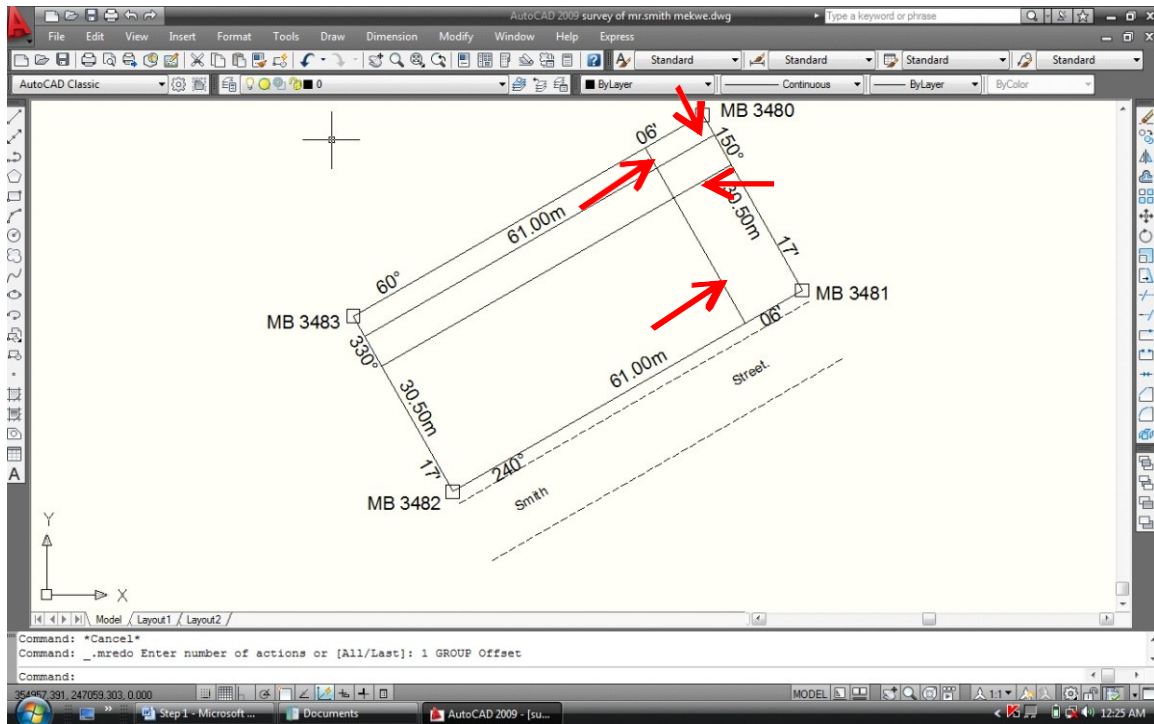 AutoCAD 2009 survey of mr.smith mekwe.dwg
Type a keyword or phrase
File Edit View Insert Format Tools Draw Dimension Modify Window Help Express
Standard Standard Standard Standard
AutoCAD Classic 0 ByLayer Continuous ByLayer ByColor
MB 3480
06'
150°
61.00m
30.50m
17'
60°
MB 3481
MB 3483
06'
330°
61.00m
Street.
30.50m
17'
240°
Smith
MB 3482
Y
X
Model Layout1 Layout2
Command: *Cancel*
Command: _.mredo Enter number of actions or [All/Last]: 1 GROUP Offset
Command:
354957.391, 247059.303, 0.000 MODEL 1:1
Step 1 - Microsoft ... Documents AutoCAD 2009 - [su... 12:25 AM